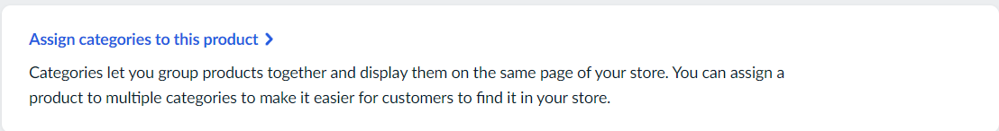 Assign categories to this product
Categories let you group products together and display them on the same page of your store. You can assign a
product to multiple categories to make it easier for customers to find it in your store.